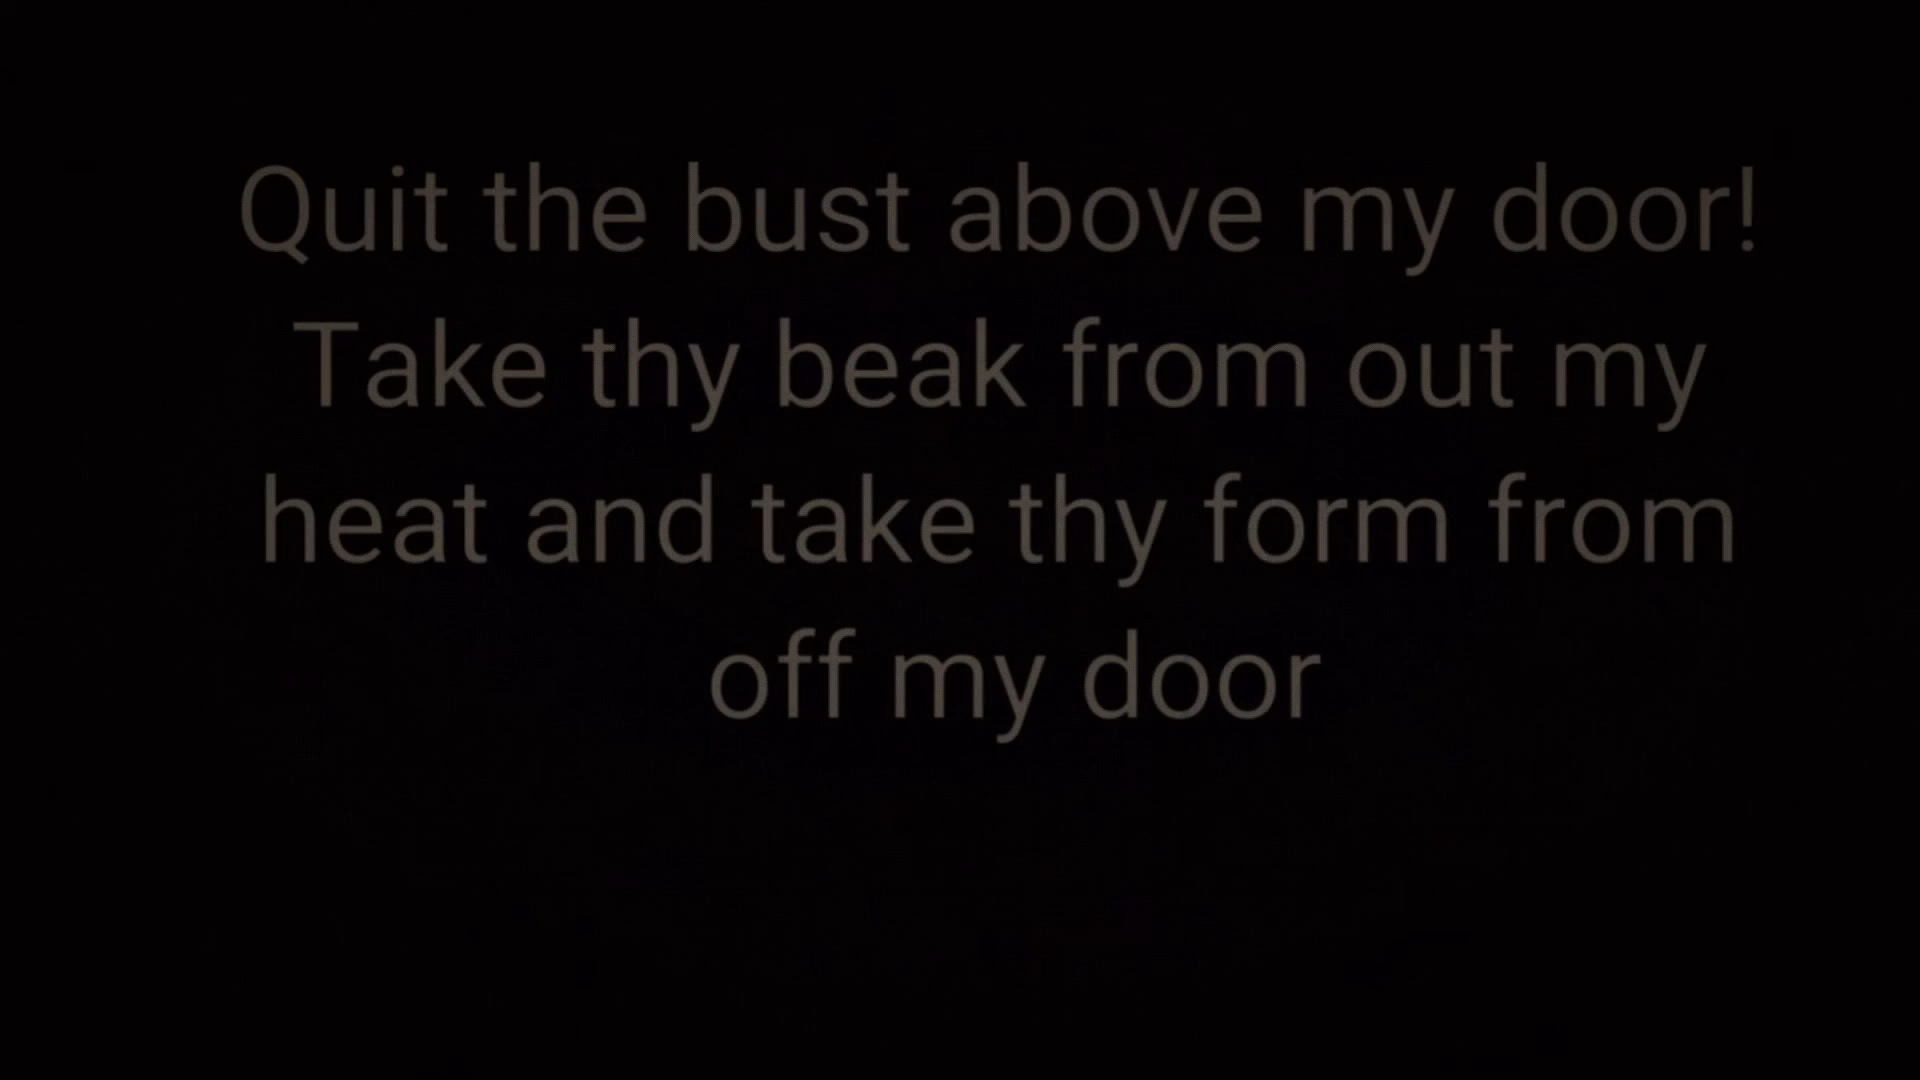 Quit the bust above my door!
Take thy beak from out my
heat and take thy form from
off my door